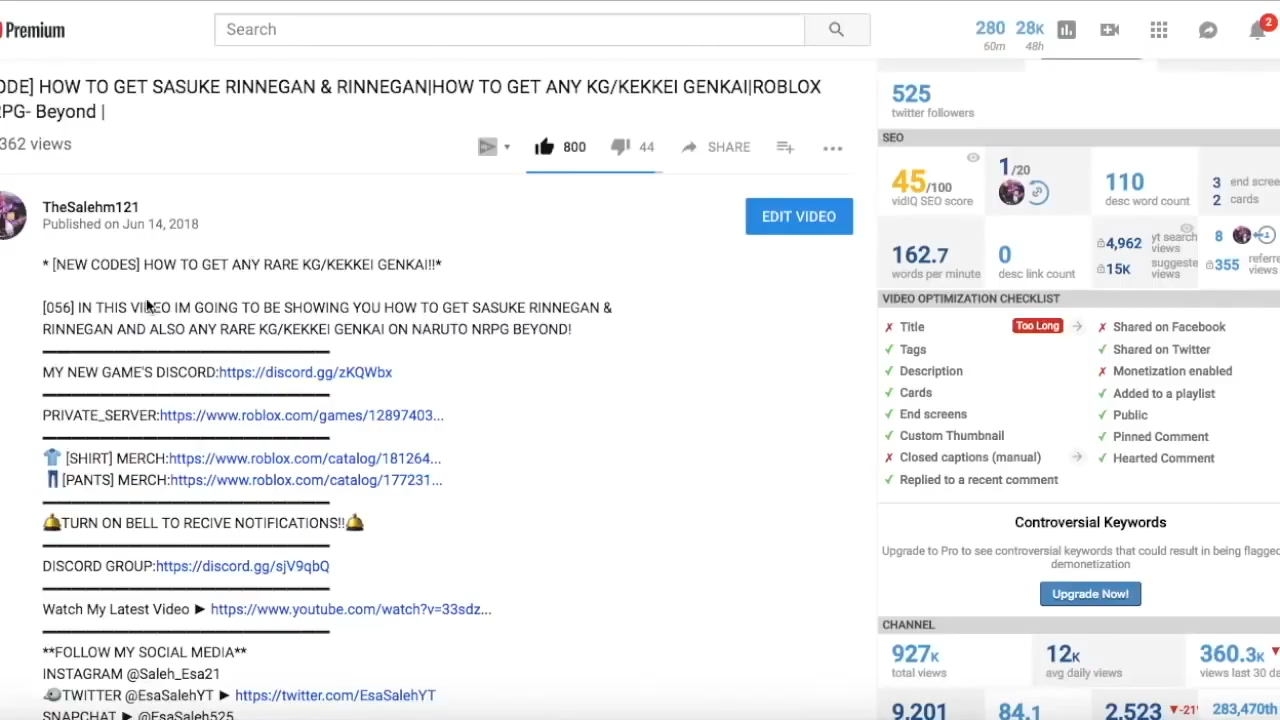 Premium
Search
280 28K
60m 48h
2
ODE] HOW TO GET SASUKE RINNEGAN & RINNEGAN|HOW TO GET ANY KG/KEKKEI GENKAI|ROBLOX
RPG- Beyond |
362 views
800 44 SHARE
TheSalehm121
Published on Jun 14, 2018
EDIT VIDEO
* [NEW CODES] HOW TO GET ANY RARE KG/KEKKEI GENKAI!!*
[056] IN THIS VIDEO IM GOING TO BE SHOWING YOU HOW TO GET SASUKE RINNEGAN &
RINNEGAN AND ALSO ANY RARE KG/KEKKEI GENKAI ON NARUTO NRPG BEYOND!
MY NEW GAME'S DISCORD:https://discord.gg/zKQWbx
PRIVATE_SERVER:https://www.roblox.com/games/12897403...
[SHIRT] MERCH:https://www.roblox.com/catalog/181264...
[PANTS] MERCH:https://www.roblox.com/catalog/177231...
TURN ON BELL TO RECIVE NOTIFICATIONS!!
DISCORD GROUP:https://discord.gg/sjV9qbQ
Watch My Latest Video ► https://www.youtube.com/watch?v=33sdz...
**FOLLOW MY SOCIAL MEDIA**
INSTAGRAM @Saleh_Esa21
TWITTER @EsaSalehYT ► https://twitter.com/EsaSalehYT
SNAPCHAT ► @EsaSaleh525
525
twitter followers
SEO
45/100
vidIQ SEO score
1/20
110
desc word count
3 end scree
2 cards
162.7
words per minute
0
desc link count
4,962 yt search views
15K suggeste views
8
355 referre views
VIDEO OPTIMIZATION CHECKLIST
✗ Title Too Long
✓ Tags
✓ Description
✓ Cards
✓ End screens
✓ Custom Thumbnail
✗ Closed captions (manual)
✓ Replied to a recent comment
✗ Shared on Facebook
✓ Shared on Twitter
✗ Monetization enabled
✓ Added to a playlist
✓ Public
✓ Pinned Comment
✓ Hearted Comment
Controversial Keywords
Upgrade to Pro to see controversial keywords that could result in being flagged
demonetization
Upgrade Now!
CHANNEL
927K
total views
12K
avg daily views
360.3K
views last 30 da
9,201 84.1 2,523 -21 283,470th